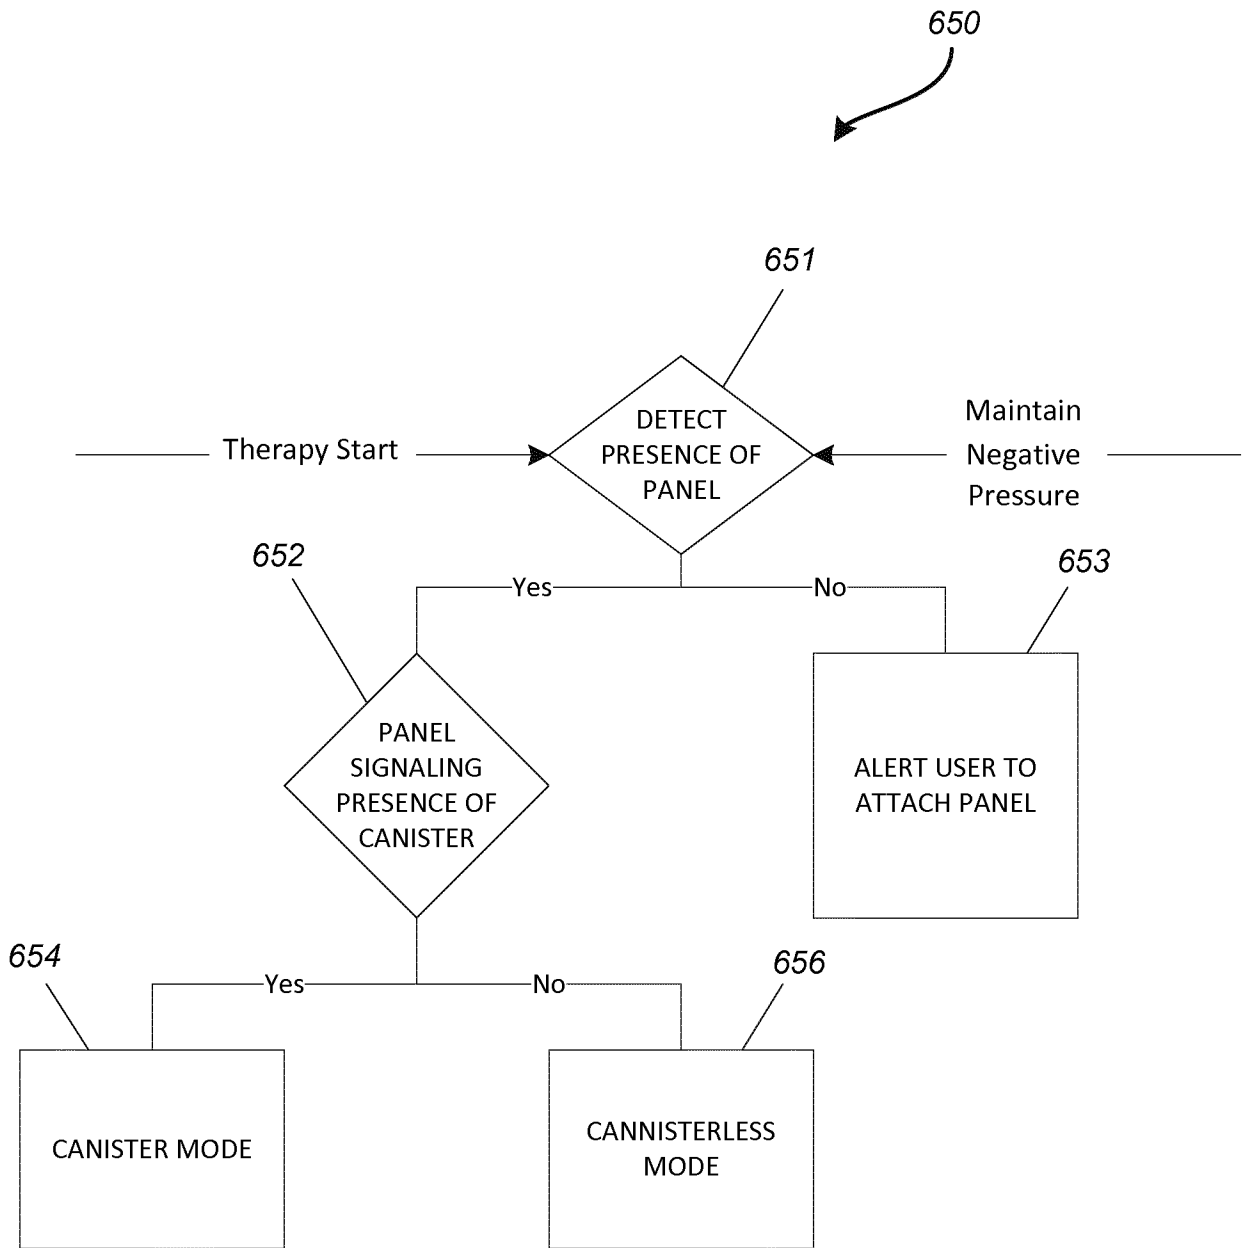 650
651
DETECT
PRESENCE OF
PANEL
Therapy Start
Maintain
Negative
Pressure
652
Yes
No
653
PANEL
SIGNALING
PRESENCE OF
CANISTER
ALERT USER TO
ATTACH PANEL
654
Yes
No
656
CANISTER MODE
CANNISTERLESS
MODE